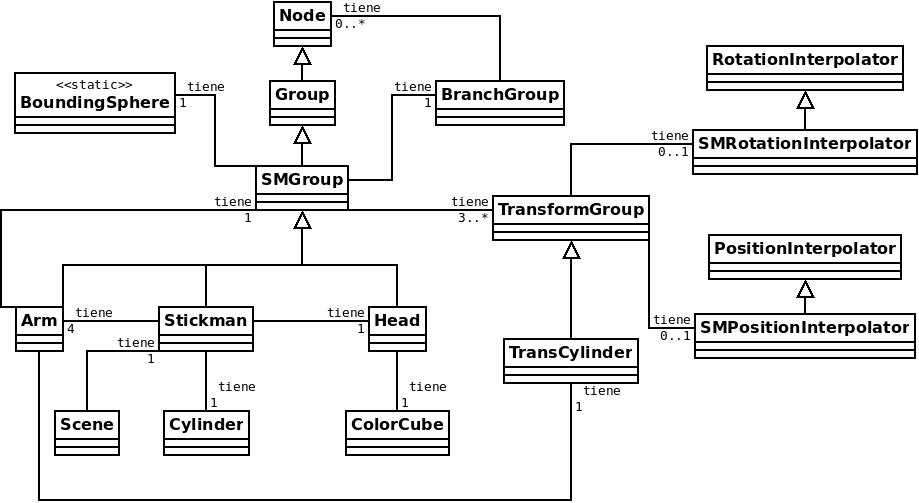 tiene
Node
0..*
RotationInterpolator
<<static>>
BoundingSphere
tiene
1
Group
tiene
1
BranchGroup
tiene
0..1
SMRotationInterpolator
SMGroup
tiene
1
tiene
3..*
TransformGroup
PositionInterpolator
Arm
tiene
4
Stickman
tiene
1
Head
tiene
0..1
SMPositionInterpolator
tiene
1
TransCylinder
tiene
1
tiene
1
tiene
1
Scene
Cylinder
ColorCube